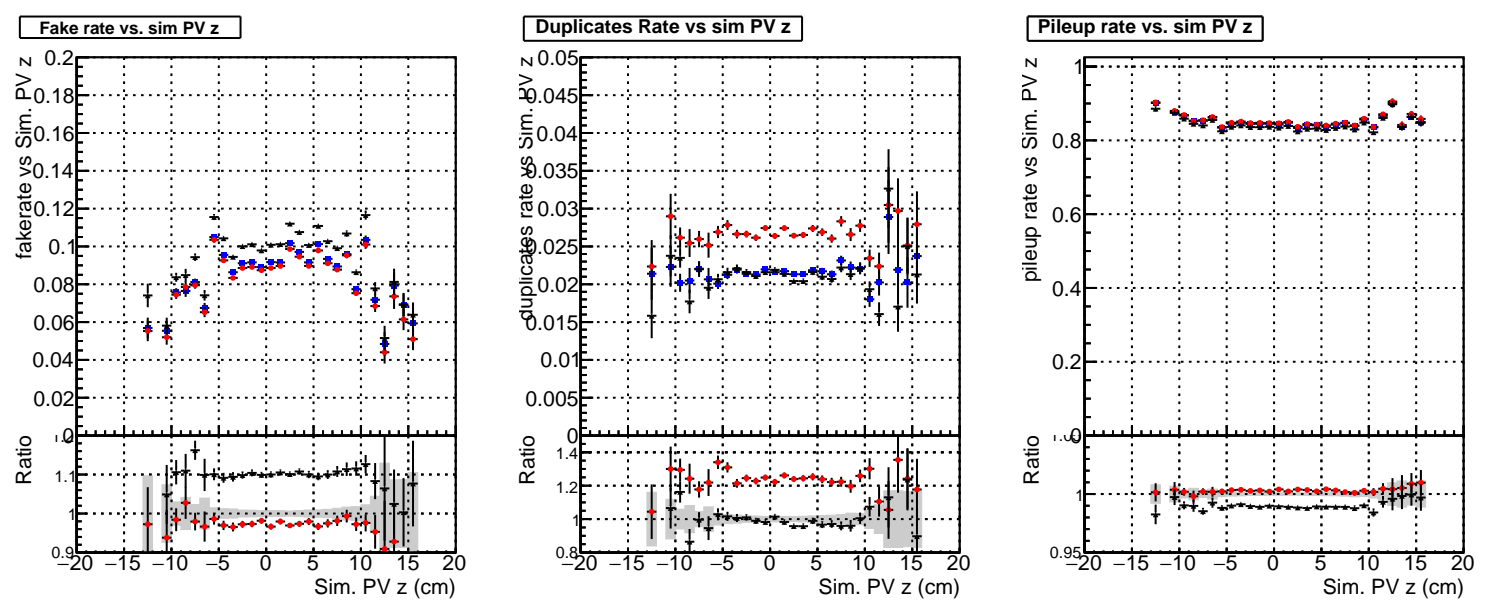 Fake rate vs. sim PV z
fakerate vs Sim. PV z
0.2
0.18
0.16
0.14
0.12
0.1
0.08
0.06
0.04
0.02
0
Ratio
1.1
1
0.9
−20 −15 −10 −5 0 5 10 15 20
Sim. PV z (cm)
Duplicates Rate vs sim PV z
duplicates rate vs Sim. PV z
0.05
0.045
0.04
0.035
0.03
0.025
0.02
0.015
0.01
0.005
0
Ratio
1.4
1.2
1
0.8
−20 −15 −10 −5 0 5 10 15 20
Sim. PV z (cm)
Pileup rate vs. sim PV z
pileup rate vs Sim. PV z
1
0.8
0.6
0.4
0.2
0
Ratio
1
0.95
−20 −15 −10 −5 0 5 10 15 20
Sim. PV z (cm)